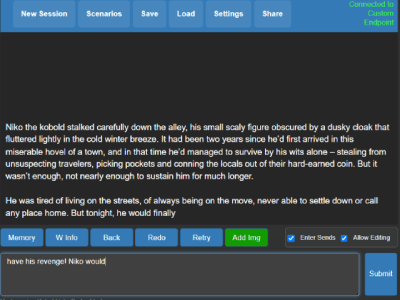 New Session Scenarios Save Load Settings Share Connected to
Custom
Endpoint
Niko the kobold stalked carefully down the alley, his small scaly figure obscured by a dusky cloak that
fluttered lightly in the cold winter breeze. It had been two years since he'd first arrived in this
miserable hovel of a town, and in that time he'd managed to survive by his wits alone – stealing from
unsuspecting travelers, picking pockets and conning the locals out of their hard-earned coin. But it
wasn't enough, not nearly enough to sustain him for much longer.
He was tired of living on the streets, of always being on the move, never able to settle down or call
any place home. But tonight, he would finally
Memory W Info Back Redo Retry Add Img Enter Sends Allow Editing
have his revenge! Niko would
Submit